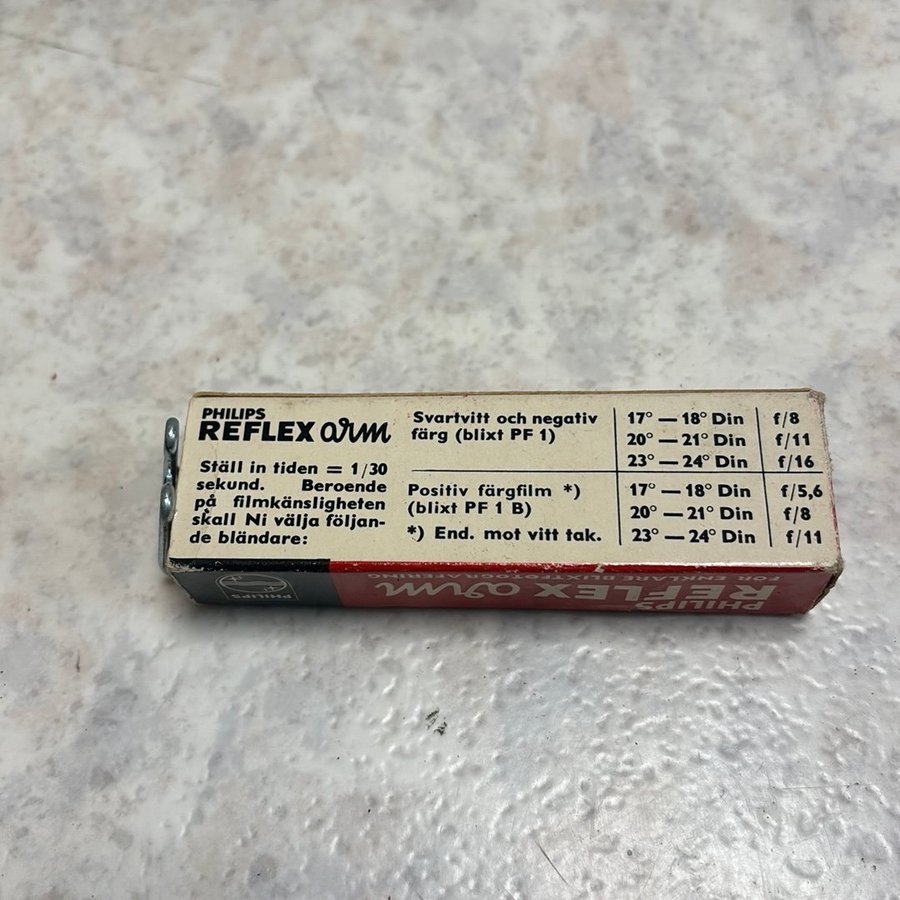 PHILIPS
REFLEX arm
Ställ in tiden = 1/30
sekund. Beroende
på filmkänsligheten
skall Ni välja följan-
de bländare:
Svartvitt och negativ
färg (blixt PF 1)
17° — 18° Din f/8
20° — 21° Din f/11
23° — 24° Din f/16
Positiv färgfilm *)
(blixt PF 1 B)
*) End. mot vitt tak.
17° — 18° Din f/5,6
20° — 21° Din f/8
23° — 24° Din f/11
PHILIPS
PHILIPS
REFLEX arm
FÖR ENKLARE BLIXTFOTOGRAFERING